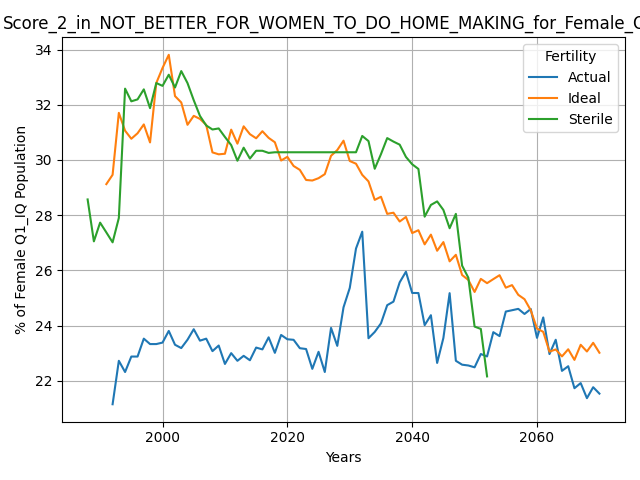 Score_2_in_NOT_BETTER_FOR_WOMEN_TO_DO_HOME_MAKING_for_Female_
Fertility
Actual
Ideal
Sterile
% of Female Q1_IQ Population
34
32
30
28
26
24
22
2000
2020
2040
2060
Years